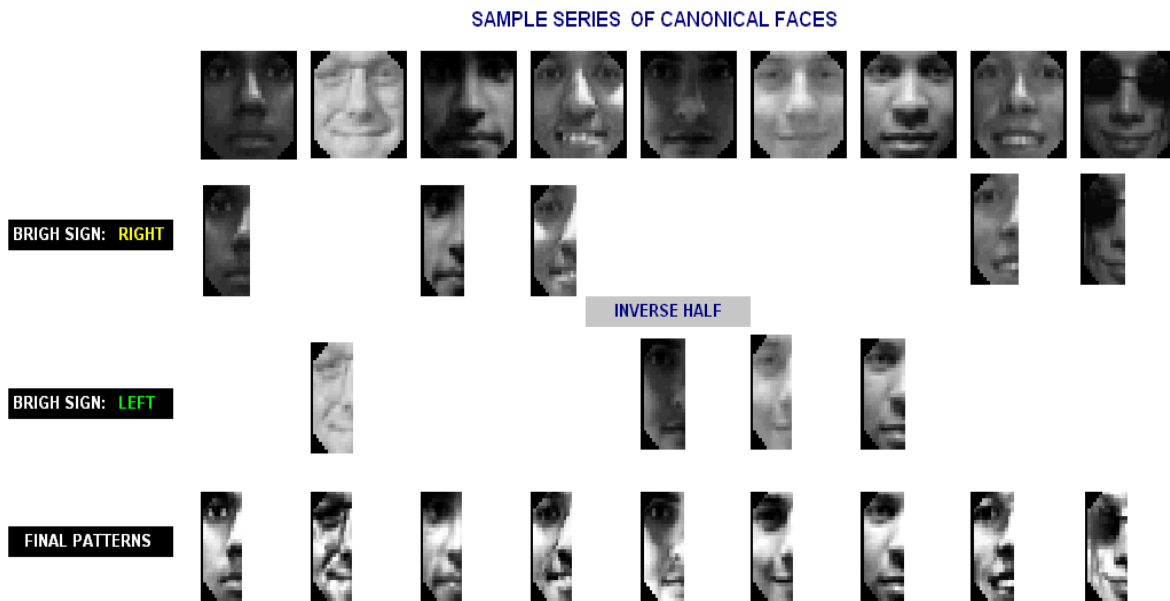 SAMPLE SERIES OF CANONICAL FACES
BRIGH SIGN: RIGHT
INVERSE HALF
BRIGH SIGN: LEFT
FINAL PATTERNS